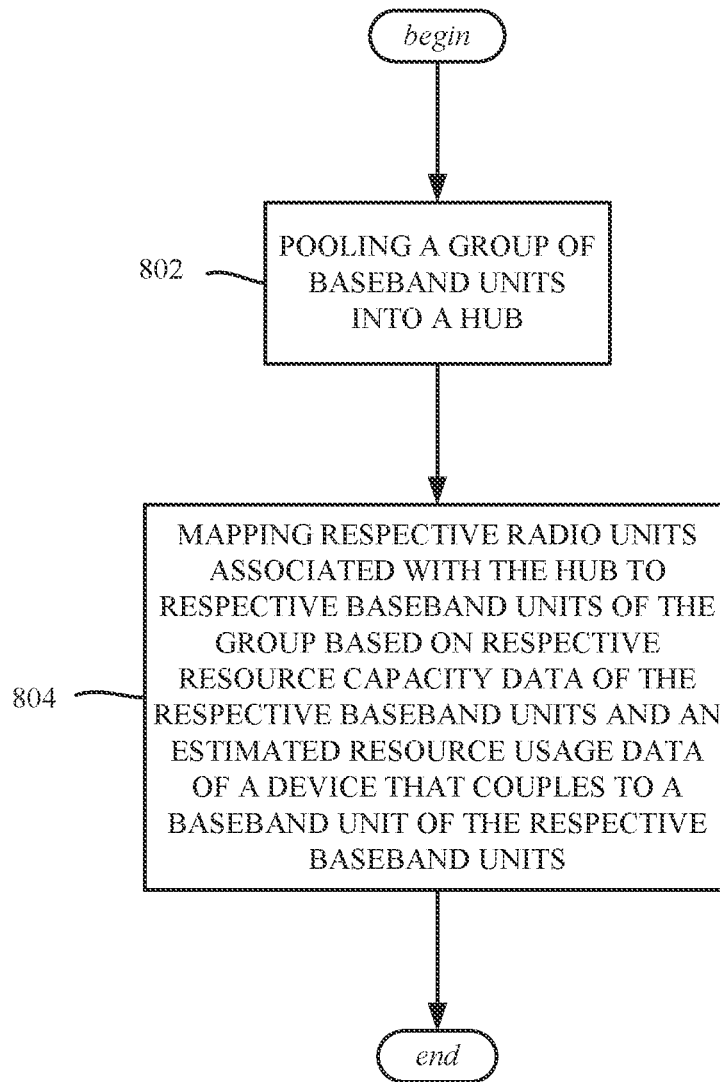 begin
802
POOLING A GROUP OF
BASEBAND UNITS
INTO A HUB
804
MAPPING RESPECTIVE RADIO UNITS
ASSOCIATED WITH THE HUB TO
RESPECTIVE BASEBAND UNITS OF THE
GROUP BASED ON RESPECTIVE
RESOURCE CAPACITY DATA OF THE
RESPECTIVE BASEBAND UNITS AND AN
ESTIMATED RESOURCE USAGE DATA
OF A DEVICE THAT COUPLES TO A
BASEBAND UNIT OF THE RESPECTIVE
BASEBAND UNITS
end